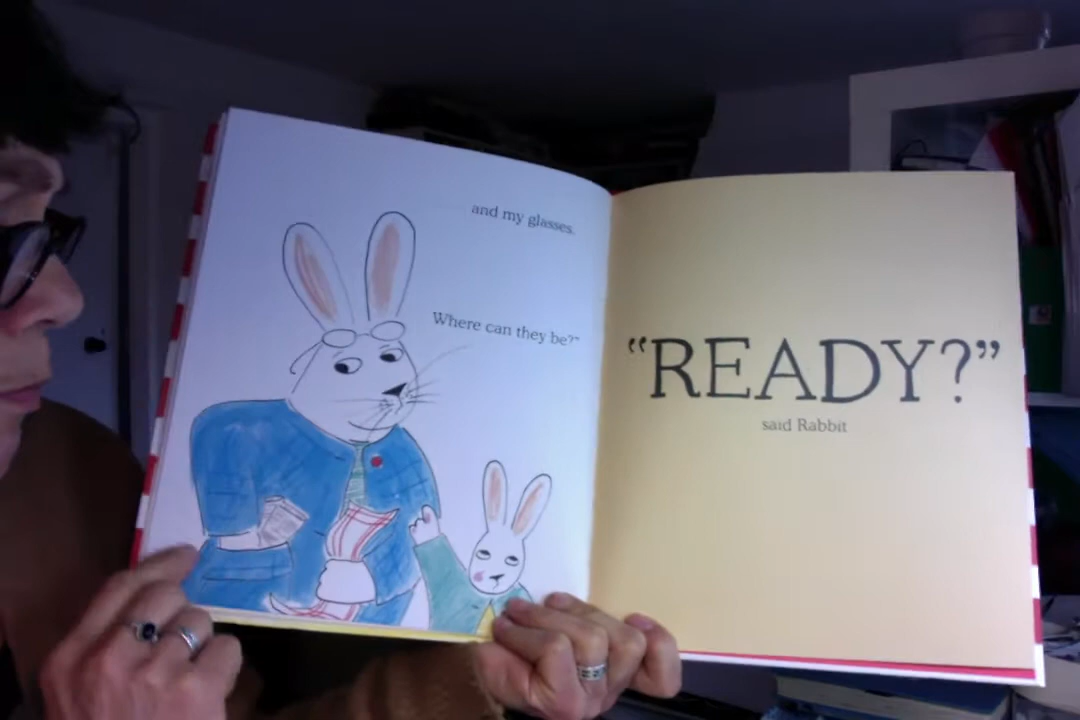 and my glasses.
Where can they be?"
"READY?"
said Rabbit